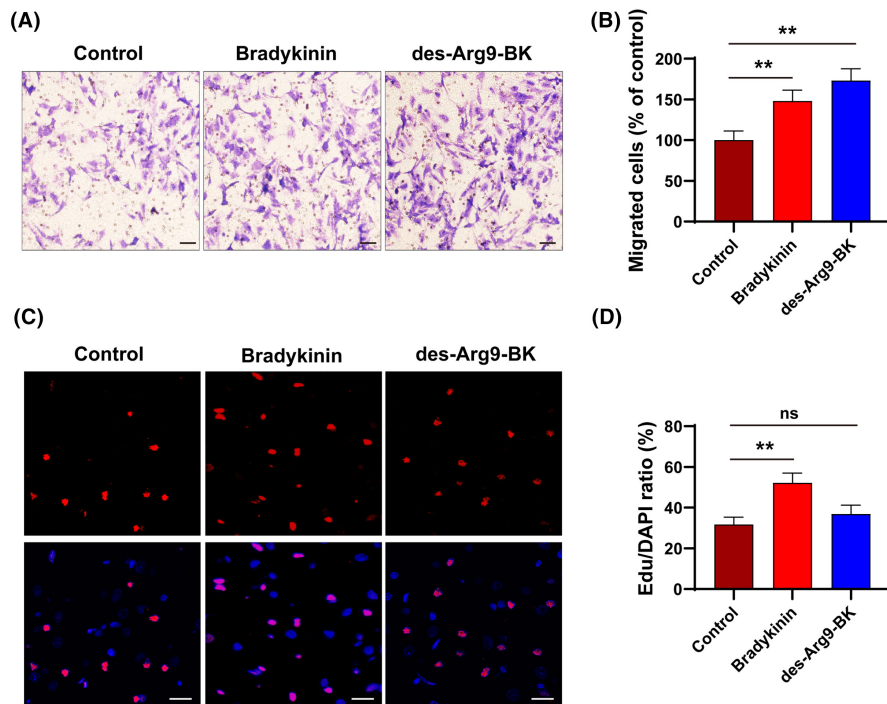 (A)
Control Bradykinin des-Arg9-BK
(B)
Migrated cells (% of control)
200
150
100
50
0
**
**
Control
Bradykinin
des-Arg9-BK
(C)
Control Bradykinin des-Arg9-BK
(D)
Edu/DAPI ratio (%)
80
60
40
20
0
ns
**
Control
Bradykinin
des-Arg9-BK